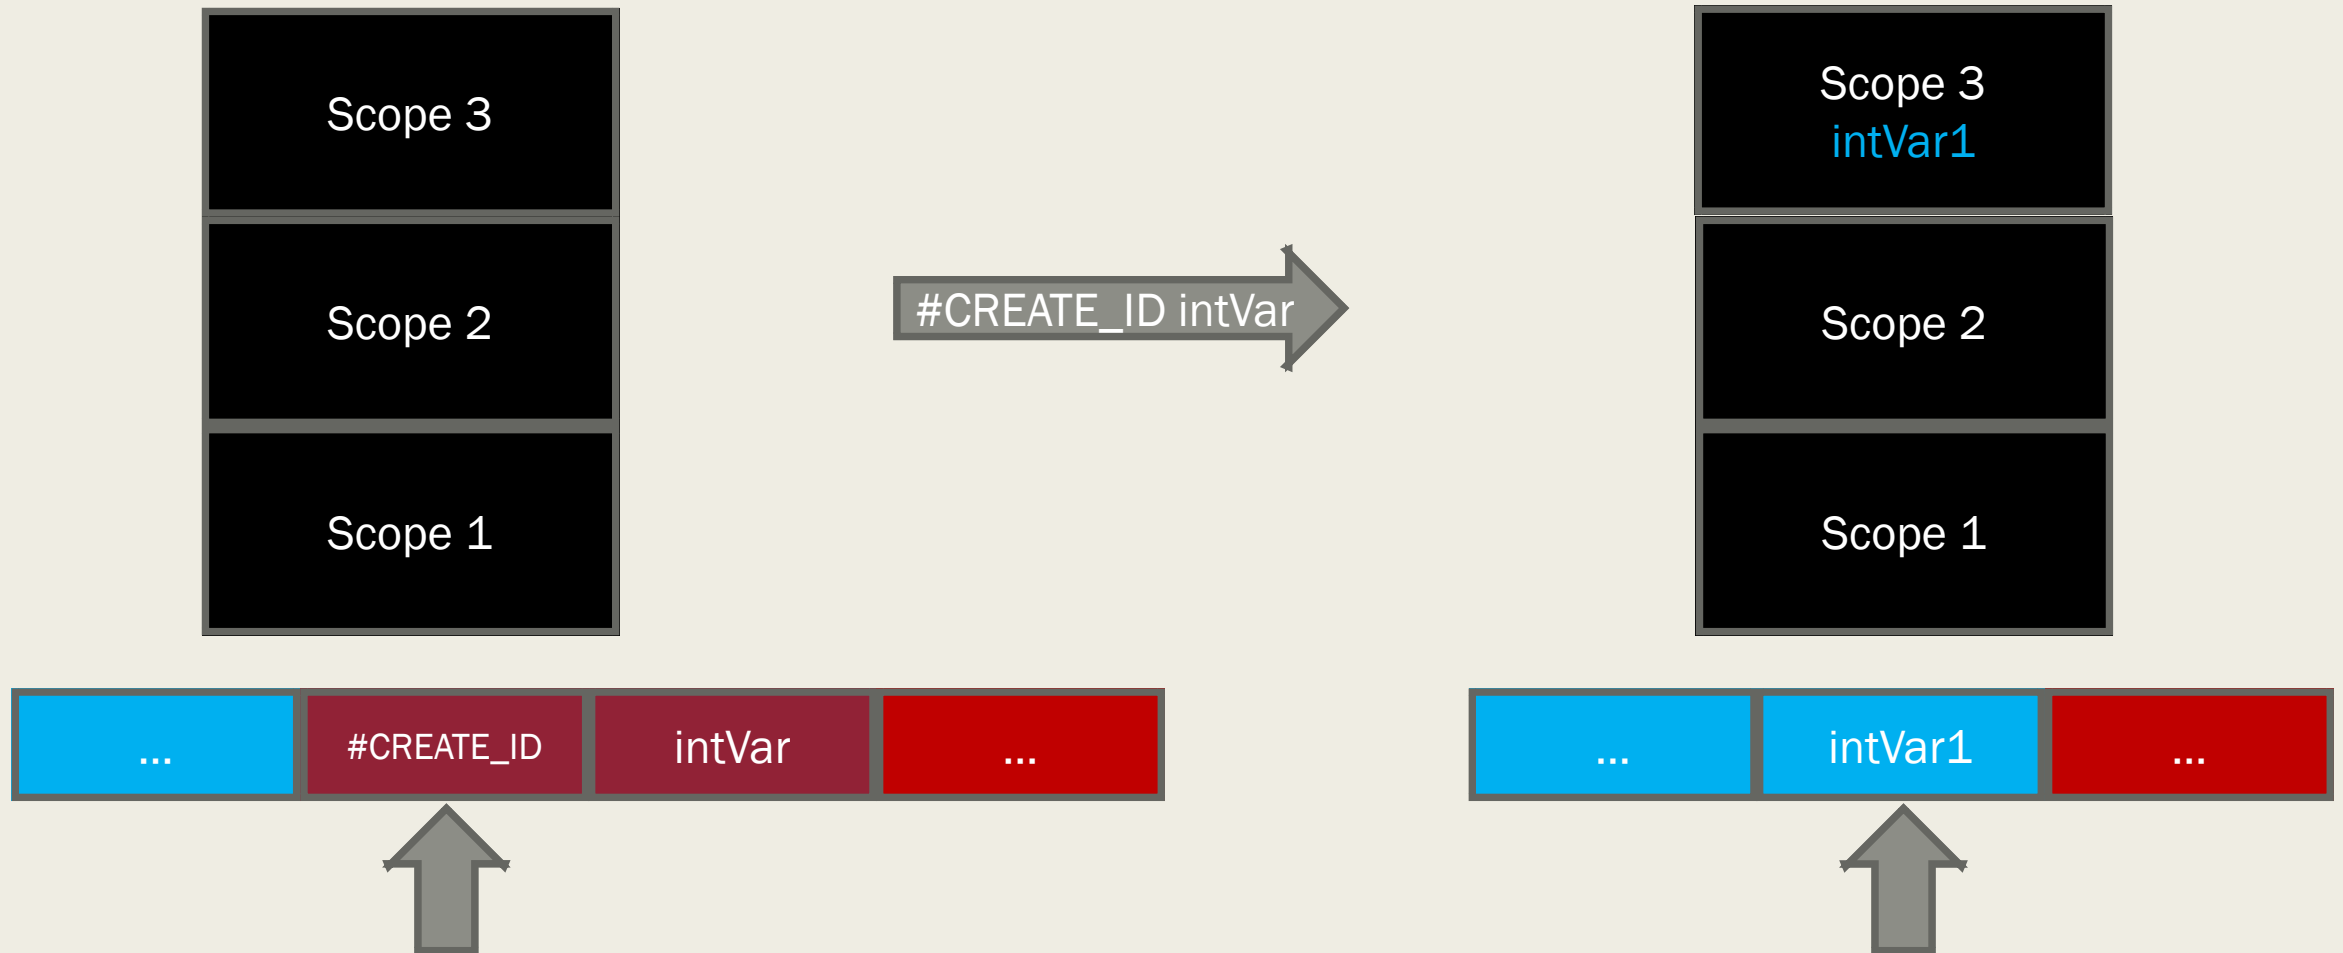 Scope 3
Scope 2
Scope 1
#CREATE_ID intVar
Scope 3
intVar1
Scope 2
Scope 1
...
#CREATE_ID
intVar
...
...
intVar1
...